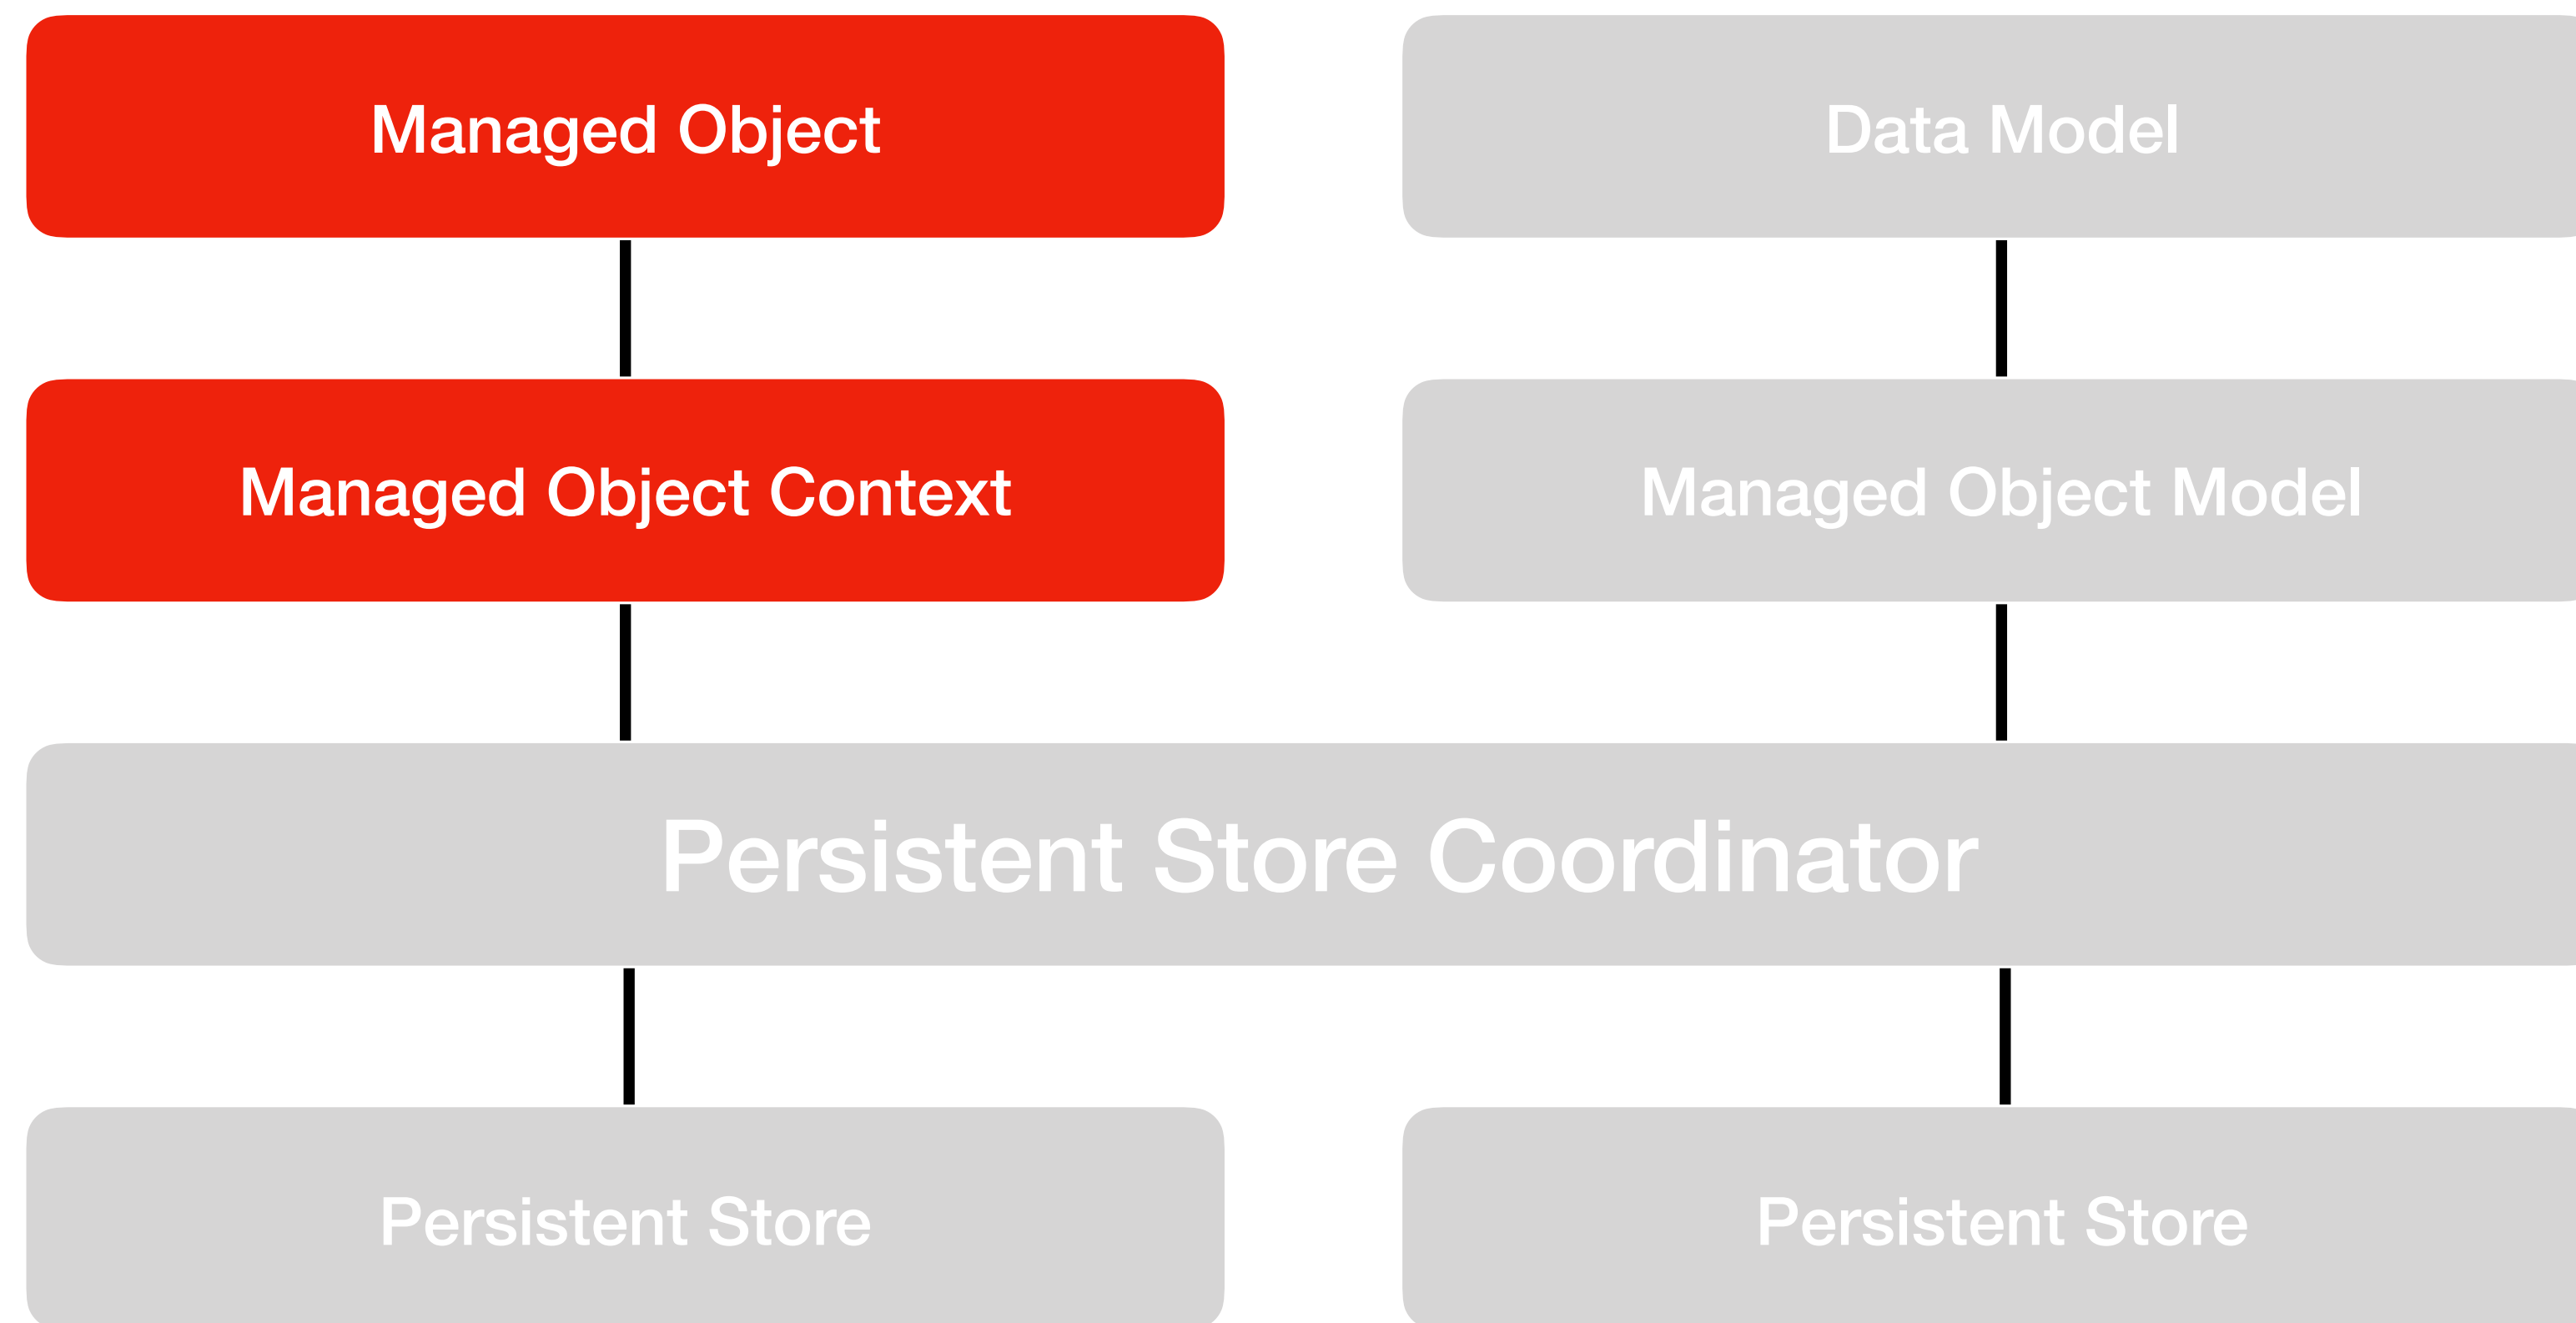 Managed Object
Data Model
Managed Object Context
Managed Object Model
Persistent Store Coordinator
Persistent Store
Persistent Store